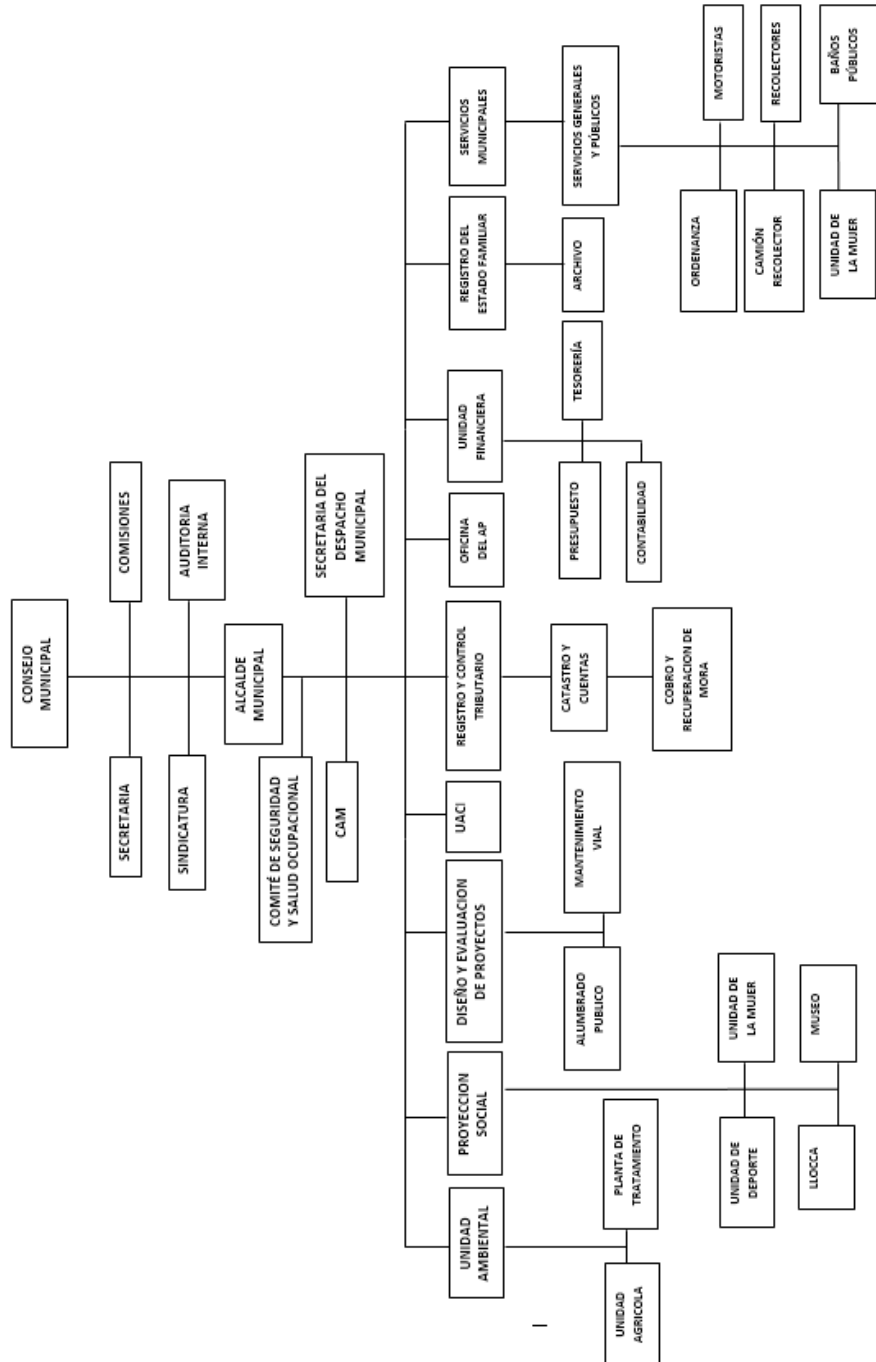 CONSEJO
MUNICIPAL
SECRETARIA
COMISIONES
SINDICATURA
AUDITORIA
INTERNA
ALCALDE
MUNICIPAL
COMITÉ DE SEGURIDAD
Y SALUD OCUPACIONAL
CAM
SECRETARIA DEL
DESPACHO
MUNICIPAL
UNIDAD
AMBIENTAL
PROYECCION
SOCIAL
DISEÑO Y EVALUACION
DE PROYECTOS
UACI
REGISTRO Y CONTROL
TRIBUTARIO
OFICINA
DEL AP
UNIDAD
FINANCIERA
REGISTRO DEL
ESTADO FAMILIAR
SERVICIOS
MUNICIPALES
UNIDAD
AGRICOLA
PLANTA DE
TRATAMIENTO
UNIDAD DE
DEPORTE
UNIDAD DE
LA MUJER
LLOCCA
MUSEO
ALUMBRADO
PUBLICO
MANTENIMIENTO
VIAL
CATASTRO Y
CUENTAS
COBRO Y
RECUPERACION DE
MORA
PRESUPUESTO
TESORERÍA
CONTABILIDAD
ARCHIVO
SERVICIOS GENERALES
Y PÚBLICOS
ORDENANZA
MOTORISTAS
CAMIÓN
RECOLECTOR
RECOLECTORES
UNIDAD DE
LA MUJER
BAÑOS
PÚBLICOS